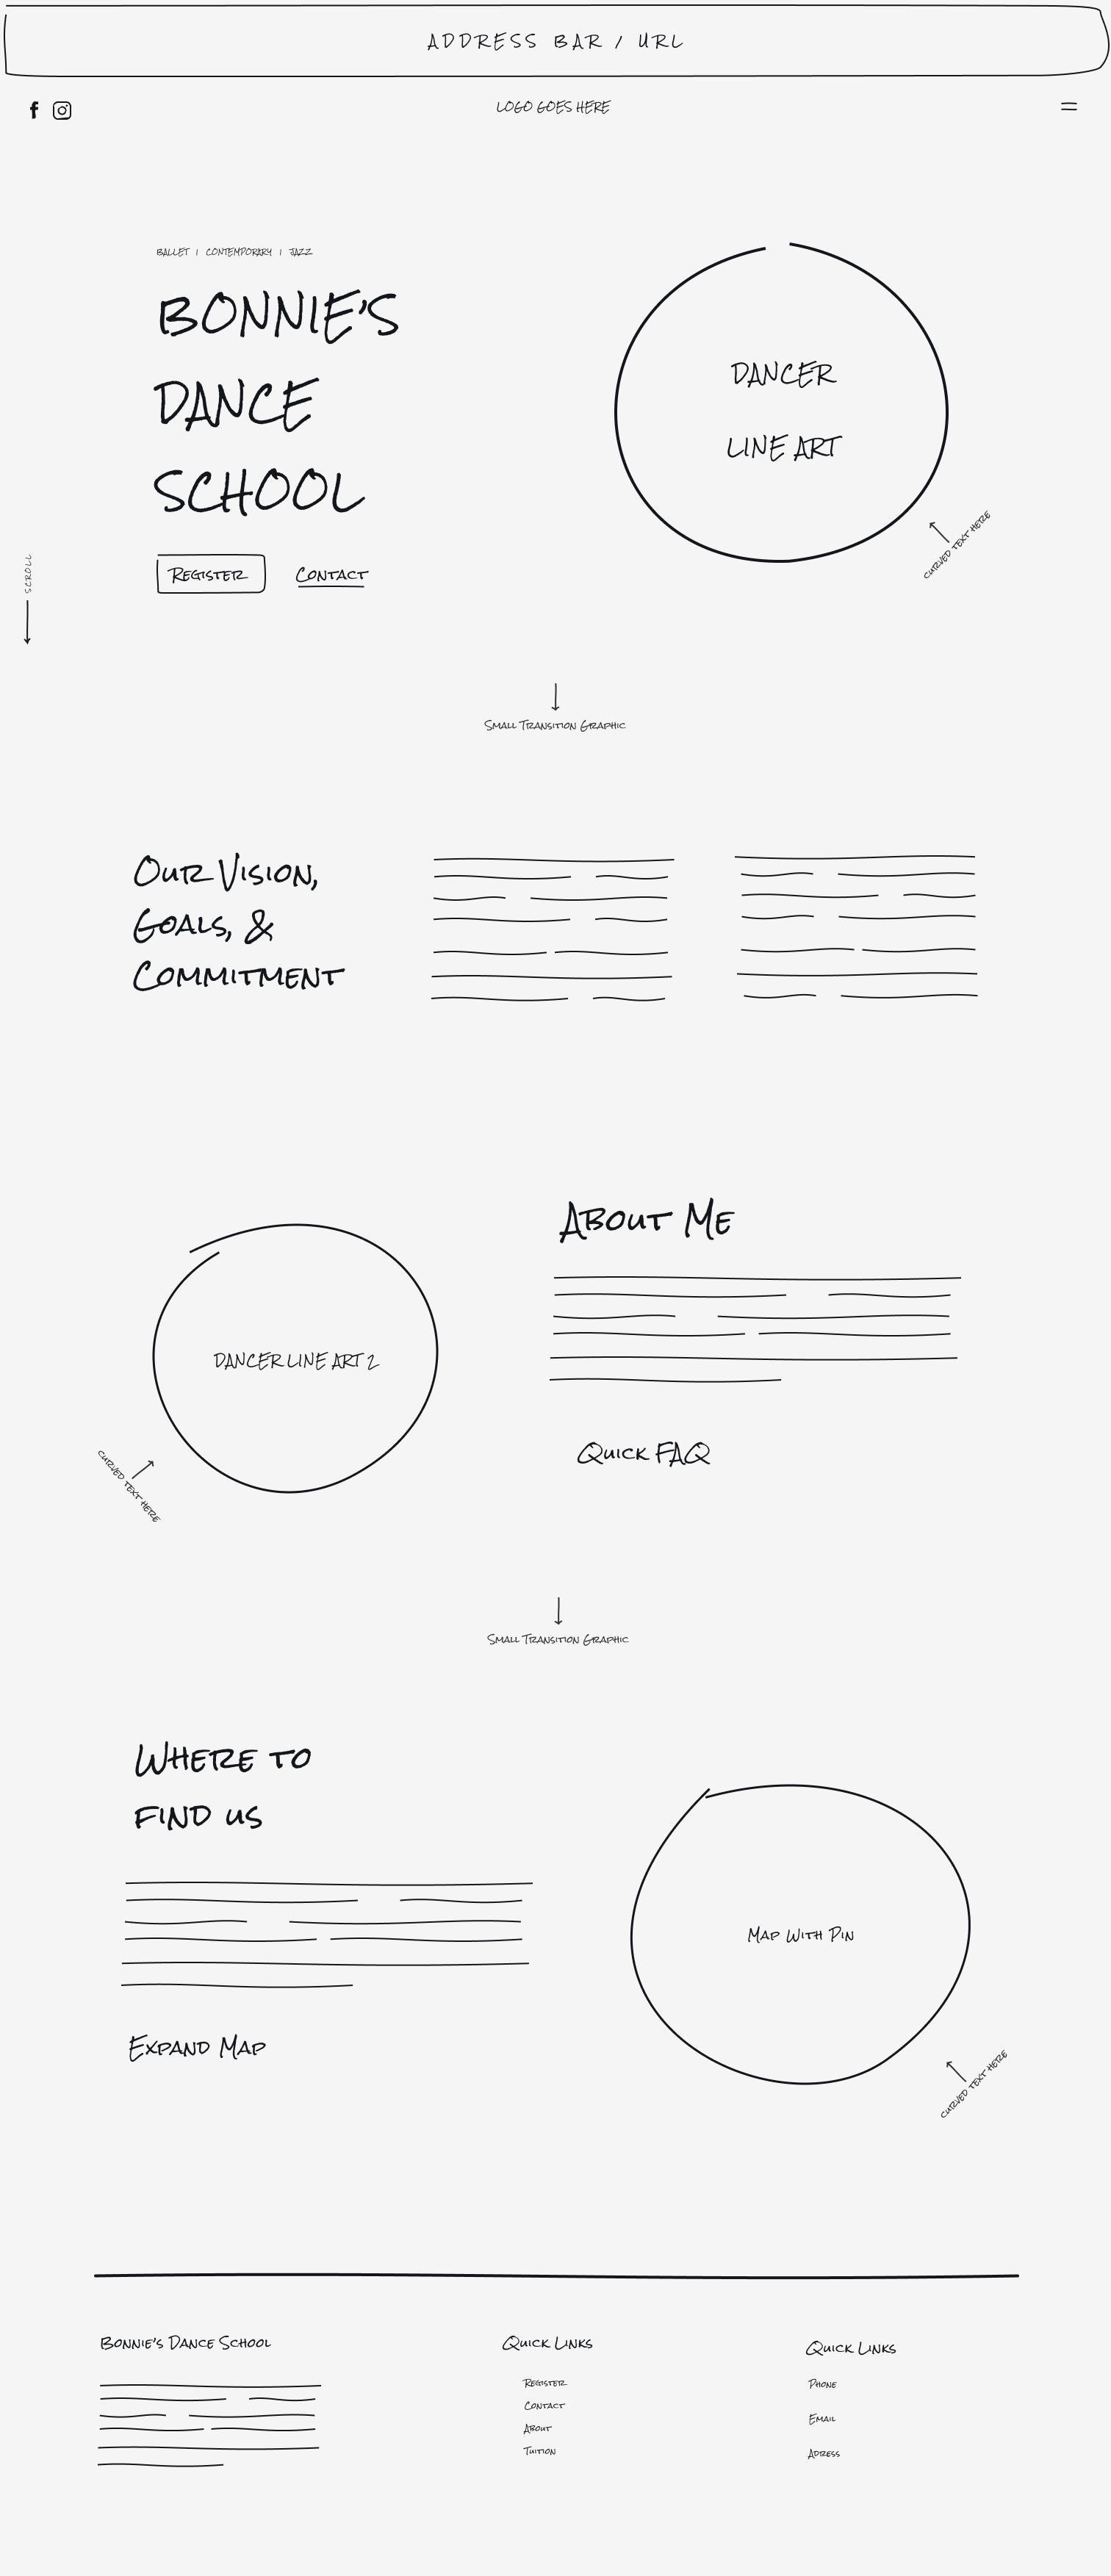 ADDRESS BAR / URL
LOGO GOES HERE
BALLET | CONTEMPORARY | JAZZ
BONNIE'S
DANCE
SCHOOL
Register
Contact
SCROLL
DANCER
LINE ART
CURVED TEXT HERE
Small Transition Graphic
Our Vision,
Goals, &
Commitment
About Me
DANCER LINE ART 2
CURVED TEXT HERE
Quick FAQ
Small Transition Graphic
Where to
find us
Map With Pin
Expand Map
CURVED TEXT HERE
Bonnie's Dance School
Quick Links
Register
Contact
About
Tuition
Quick Links
Phone
Email
Adress